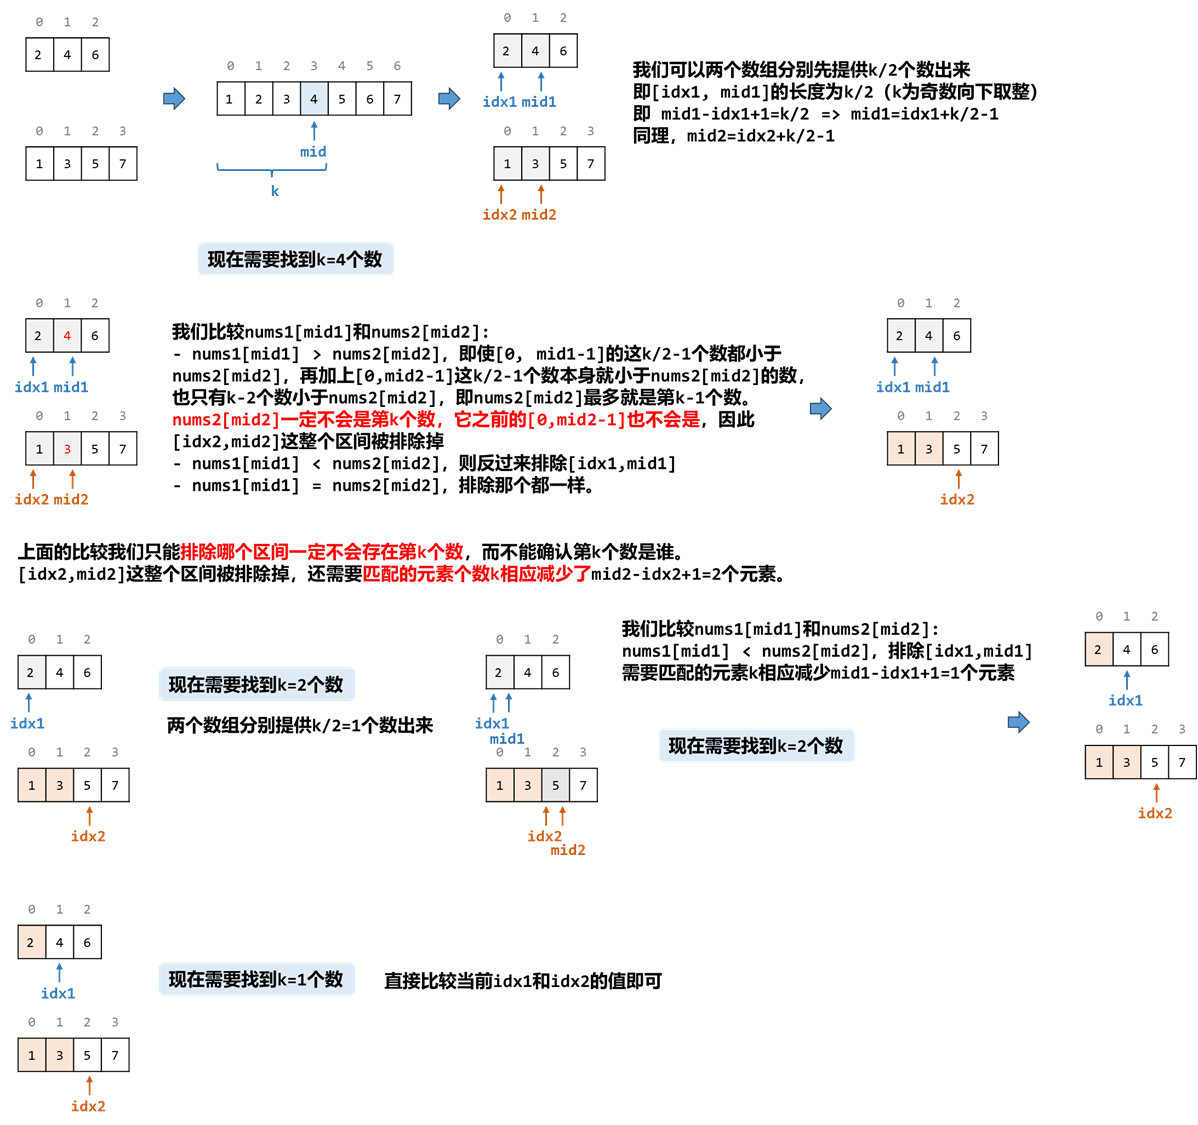 0 1 2
2 4 6
0 1 2 3
1 3 5 7
0 1 2 3 4 5 6
1 2 3 4 5 6 7
mid
k
0 1 2
2 4 6
idx1 mid1
0 1 2 3
1 3 5 7
idx2 mid2
我们可以两个数组分别先提供k/2个数出来
即[idx1, mid1]的长度为k/2（k为奇数向下取整）
即 mid1-idx1+1=k/2 => mid1=idx1+k/2-1
同理，mid2=idx2+k/2-1
现在需要找到k=4个数
0 1 2
2 4 6
idx1 mid1
0 1 2 3
1 3 5 7
idx2 mid2
我们比较nums1[mid1]和nums2[mid2]:
- nums1[mid1] > nums2[mid2]，即使[0, mid1-1]的这k/2-1个数都小于
nums2[mid2]，再加上[0,mid2-1]这k/2-1个数本身就小于nums2[mid2]的数，
也只有k-2个数小于nums2[mid2]，即nums2[mid2]最多就是第k-1个数。
nums2[mid2]一定不会是第k个数，它之前的[0,mid2-1]也不会是，因此
[idx2,mid2]这整个区间被排除掉
- nums1[mid1] < nums2[mid2]，则反过来排除[idx1,mid1]
- nums1[mid1] = nums2[mid2]，排除那个都一样。
0 1 2
2 4 6
idx1 mid1
0 1 2 3
1 3 5 7
idx2
上面的比较我们只能排除哪个区间一定不会存在第k个数，而不能确认第k个数是谁。
[idx2,mid2]这整个区间被排除掉，还需要匹配的元素个数k相应减少了mid2-idx2+1=2个元素。
0 1 2
2 4 6
idx1
0 1 2 3
1 3 5 7
idx2
现在需要找到k=2个数
两个数组分别提供k/2=1个数出来
0 1 2
2 4 6
idx1
mid1
0 1 2 3
1 3 5 7
idx2
mid2
我们比较nums1[mid1]和nums2[mid2]:
nums1[mid1] < nums2[mid2]，排除[idx1,mid1]
需要匹配的元素k相应减少mid1-idx1+1=1个元素
现在需要找到k=2个数
0 1 2
2 4 6
idx1
0 1 2 3
1 3 5 7
idx2
0 1 2
2 4 6
idx1
0 1 2 3
1 3 5 7
idx2
现在需要找到k=1个数
直接比较当前idx1和idx2的值即可